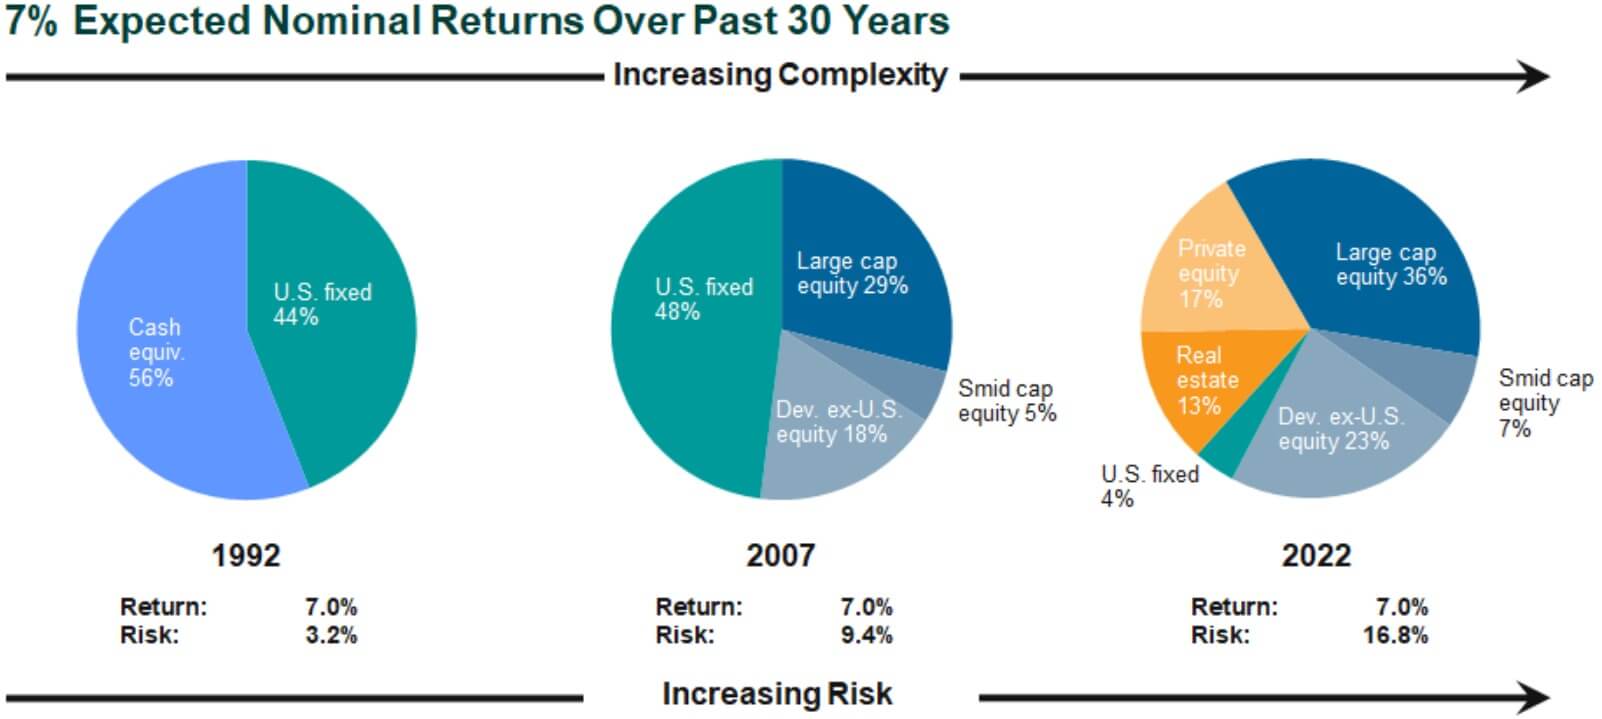 7% Expected Nominal Returns Over Past 30 Years
Increasing Complexity
Cash
equiv.
56%
U.S. fixed
44%
U.S. fixed
48%
Large cap
equity 29%
Smid cap
equity 5%
Dev. ex-U.S.
equity 18%
Private
equity
17%
Large cap
equity 36%
Real
estate
13%
Smid cap
equity
7%
Dev. ex-U.S.
equity 23%
U.S. fixed
4%
1992
Return: 7.0%
Risk: 3.2%
2007
Return: 7.0%
Risk: 9.4%
2022
Return: 7.0%
Risk: 16.8%
Increasing Risk